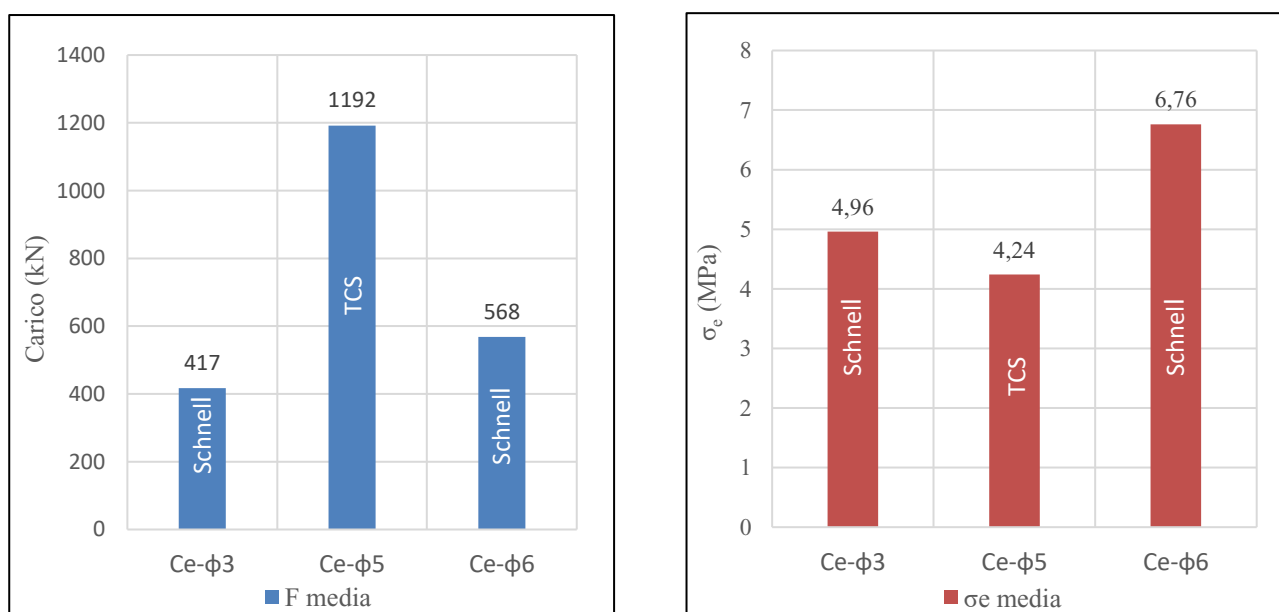 Carico (kN)
1400
1200
1000
800
600
400
200
0
417
1192
568
Schnell
TCS
Schnell
Ce-ϕ3
Ce-ϕ5
Ce-ϕ6
F media
σe (MPa)
8
7
6
5
4
3
2
1
0
4,96
4,24
6,76
Schnell
TCS
Schnell
Ce-ϕ3
Ce-ϕ5
Ce-ϕ6
σe media